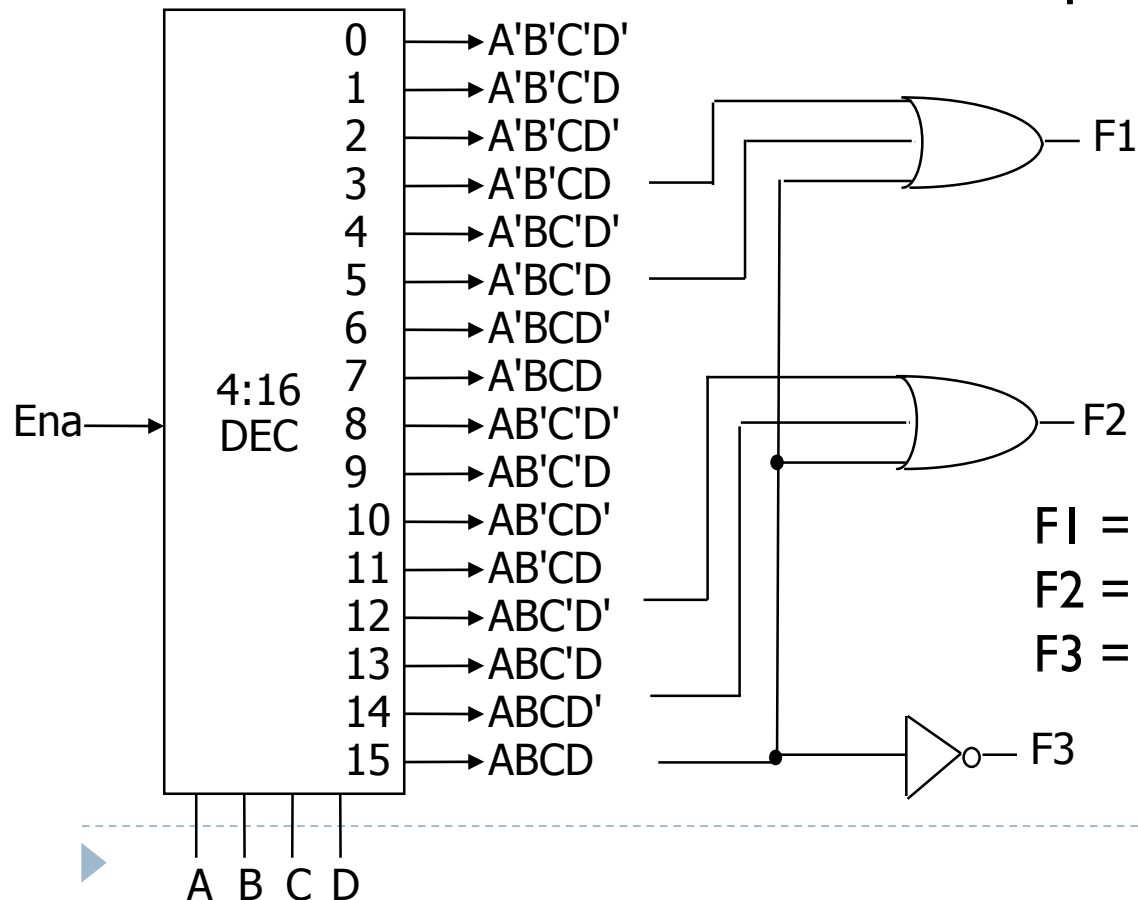 0 A'B'C'D'
1 A'B'C'D
2 A'B'CD'
3 A'B'CD
4 A'BC'D'
5 A'BC'D
6 A'BCD'
7 A'BCD
8 AB'C'D'
9 AB'C'D
10 AB'CD'
11 AB'CD
12 ABC'D'
13 ABC'D
14 ABCD'
15 ABCD
4:16
DEC
Ena
A B C D
F1
F2
F1 =
F2 =
F3 =
F3